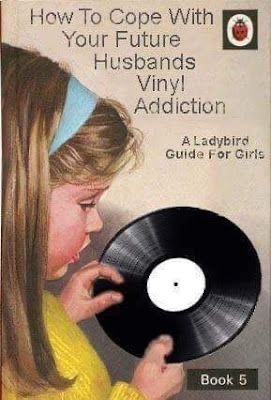 How To Cope With
Your Future
Husbands
Vinyl
Addiction
A Ladybird
Guide For Girls
Book 5